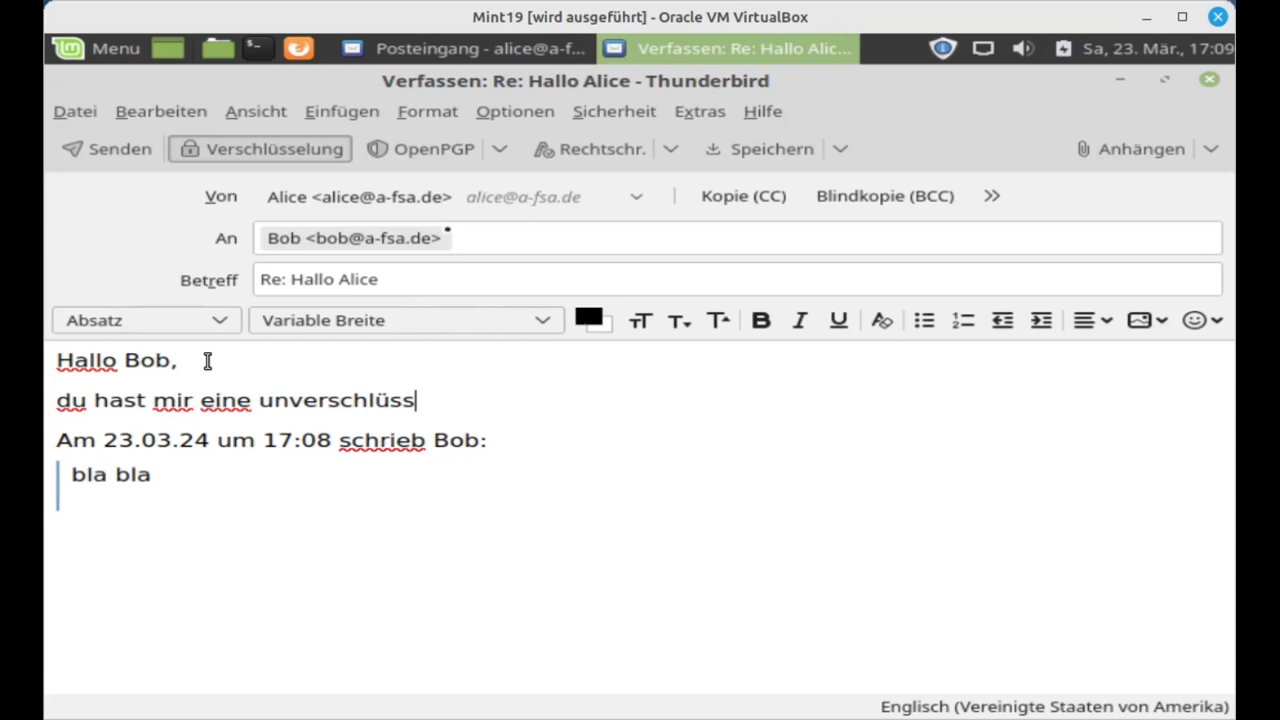 Mint19 [wird ausgeführt] - Oracle VM VirtualBox
Menu Posteingang - alice@a-f... Verfassen: Re: Hallo Alic... Sa, 23. Mär., 17:09
Verfassen: Re: Hallo Alice - Thunderbird
Datei Bearbeiten Ansicht Einfügen Format Optionen Sicherheit Extras Hilfe
Senden Verschlüsselung OpenPGP Rechtschr. Speichern Anhängen
Von Alice <alice@a-fsa.de> alice@a-fsa.de Kopie (CC) Blindkopie (BCC)
An Bob <bob@a-fsa.de>
Betreff Re: Hallo Alice
Absatz Variable Breite
Hallo Bob,
du hast mir eine unverschlüss
Am 23.03.24 um 17:08 schrieb Bob:
bla bla
Englisch (Vereinigte Staaten von Amerika)